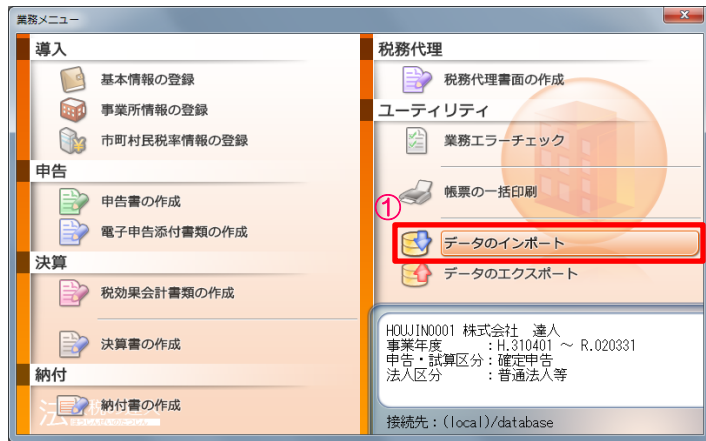 業務メニュー
導入
基本情報の登録
事業所情報の登録
市町村民税率情報の登録
申告
申告書の作成
電子申告添付書類の作成
決算
税効果会計書類の作成
決算書の作成
納付
納付書の作成
税務代理
税務代理書面の作成
ユーティリティ
業務エラーチェック
帳票の一括印刷
①
データのインポート
データのエクスポート
HOUJIN0001 株式会社 達人
事業年度 :H.310401 ～ R.020331
申告・試算区分:確定申告
法人区分 :普通法人等
接続先:(local)/database